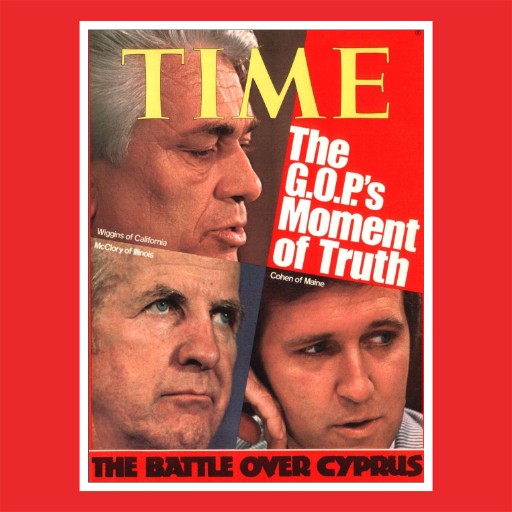 TIME
The
G.O.P.'s
Moment
of Truth
Wiggins of California
McClory of Illinois
Cohen of Maine
THE BATTLE OVER CYPRUS